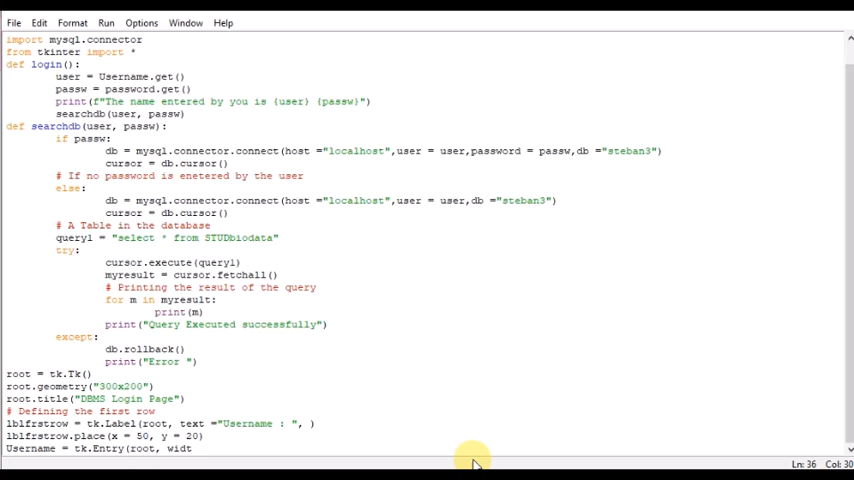 File Edit Format Run Options Window Help
import mysql.connector
from tkinter import *
def login():
user = Username.get()
passw = password.get()
print(f"The name entered by you is {user} {passw}")
searchdb(user, passw)
def searchdb(user, passw):
if passw:
db = mysql.connector.connect(host ="localhost",user = user,password = passw,db ="steban3")
cursor = db.cursor()
# If no password is enetered by the user
else:
db = mysql.connector.connect(host ="localhost",user = user,db ="steban3")
cursor = db.cursor()
# A Table in the database
query1 = "select * from STUDbiodata"
try:
cursor.execute(query1)
myresult = cursor.fetchall()
# Printing the result of the query
for m in myresult:
print(m)
print("Query Executed successfully")
except:
db.rollback()
print("Error ")
root = tk.Tk()
root.geometry("300x200")
root.title("DBMS Login Page")
# Defining the first row
lblfrstrow = tk.Label(root, text ="Username : ", )
lblfrstrow.place(x = 50, y = 20)
Username = tk.Entry(root, widt
Ln: 36 Col: 30